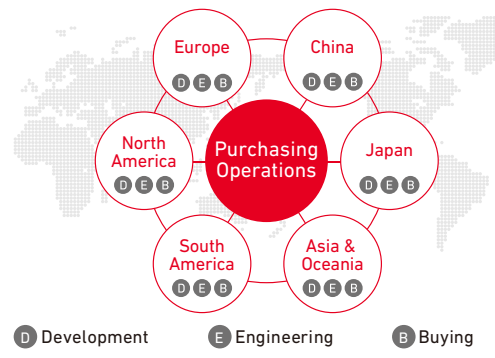 Europe
D E B
China
D E B
North
America
D E B
Purchasing
Operations
Japan
D E B
South
America
D E B
Asia &
Oceania
D E B
D Development
E Engineering
B Buying